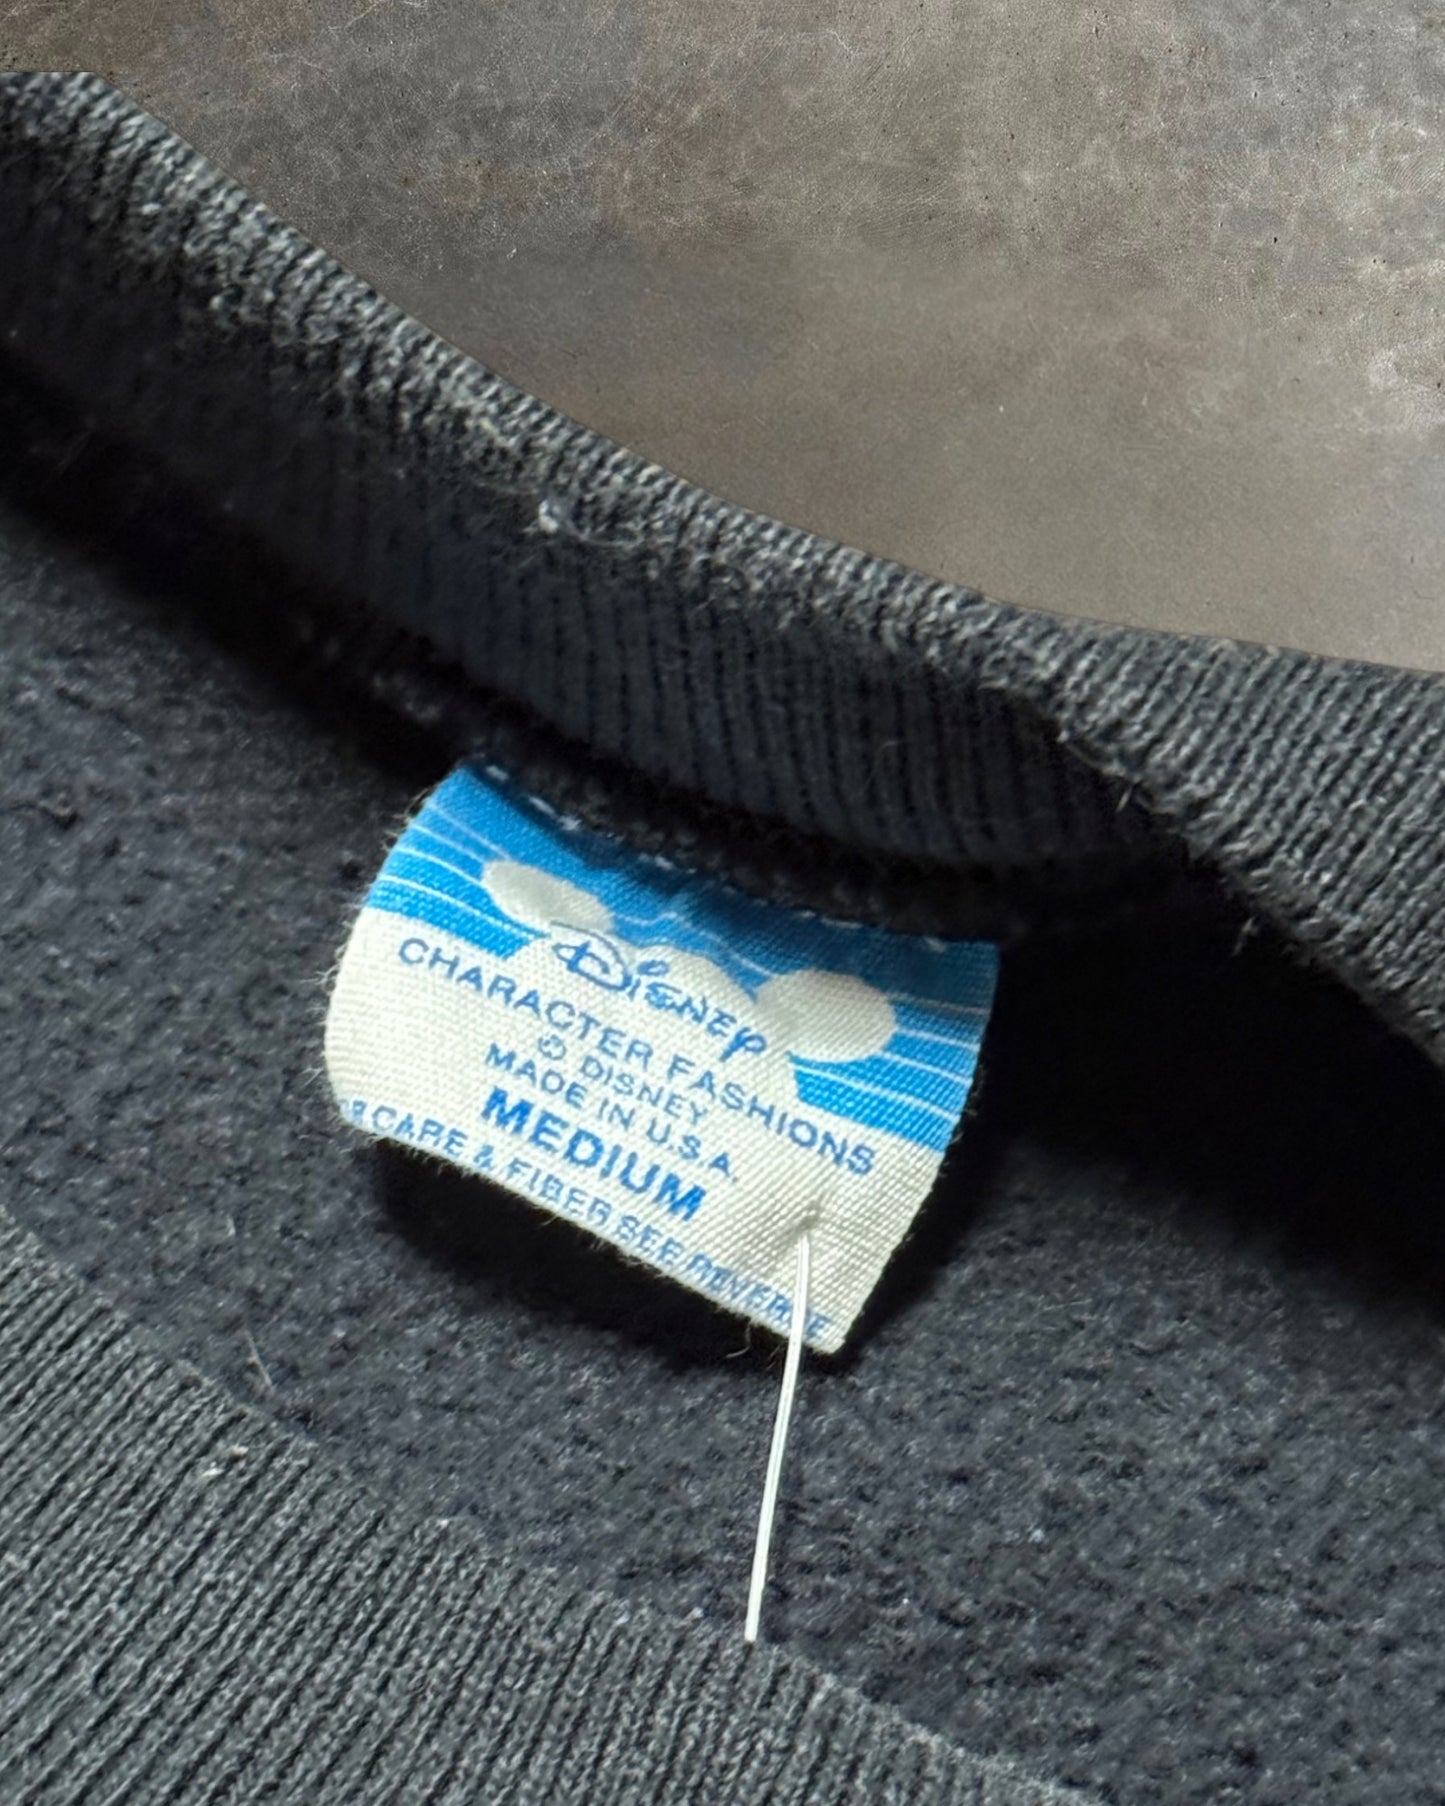 Disney
CHARACTER FASHIONS
© DISNEY
MADE IN U.S.A.
MEDIUM
CARE & FIBER SEE REVERSE